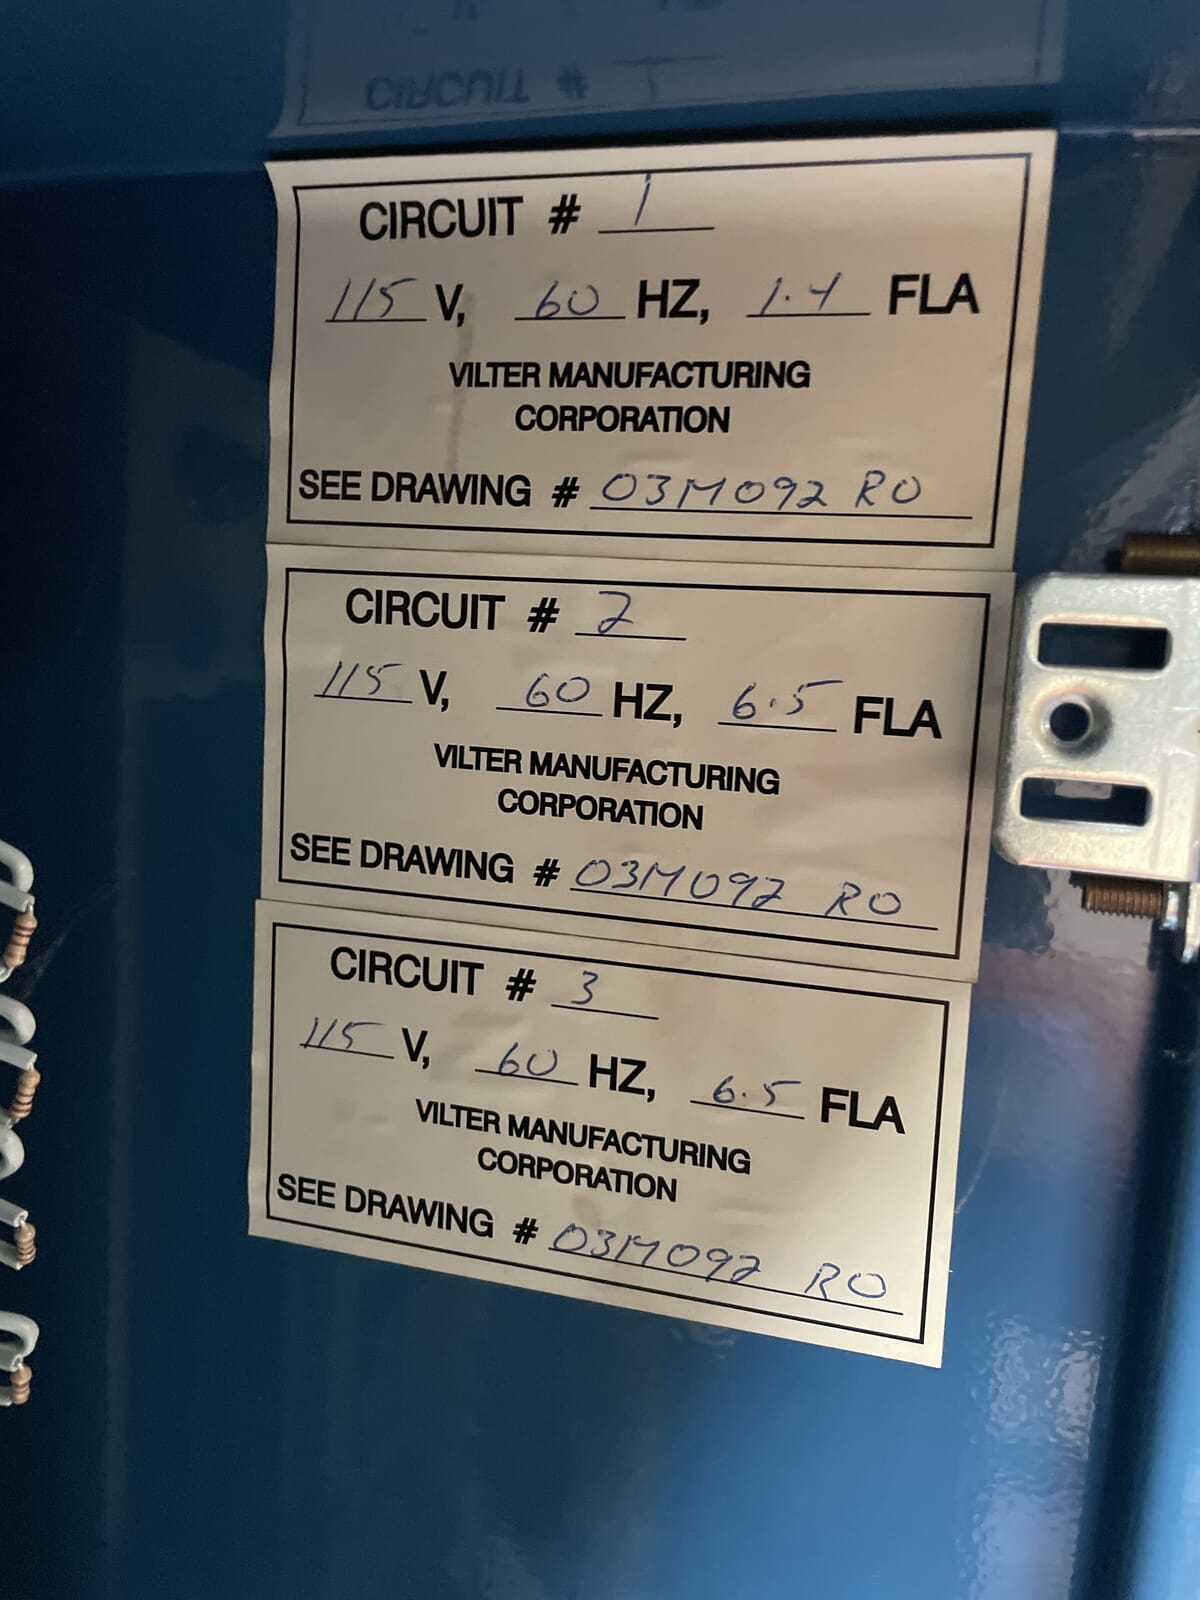 CIRCUIT # 1
CIRCUIT # 1
115 V, 60 HZ, 1.4 FLA
VILTER MANUFACTURING
CORPORATION
SEE DRAWING # 03M092 R0
CIRCUIT # 2
115 V, 60 HZ, 6.5 FLA
VILTER MANUFACTURING
CORPORATION
SEE DRAWING # 03M092 R0
CIRCUIT # 3
115 V, 60 HZ, 6.5 FLA
VILTER MANUFACTURING
CORPORATION
SEE DRAWING # 03M092 R0